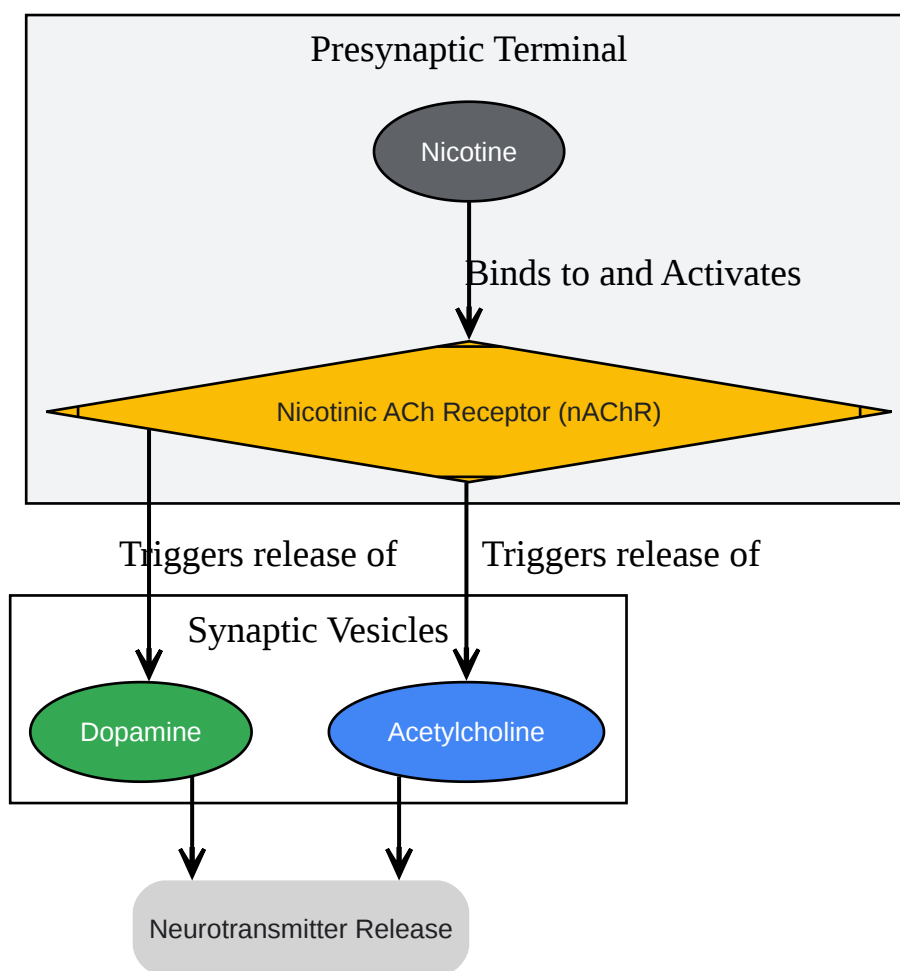 Presynaptic Terminal
Nicotine
Binds to and Activates
Nicotinic ACh Receptor (nAChR)
Triggers release of
Triggers release of
Synaptic Vesicles
Dopamine
Acetylcholine
Neurotransmitter Release